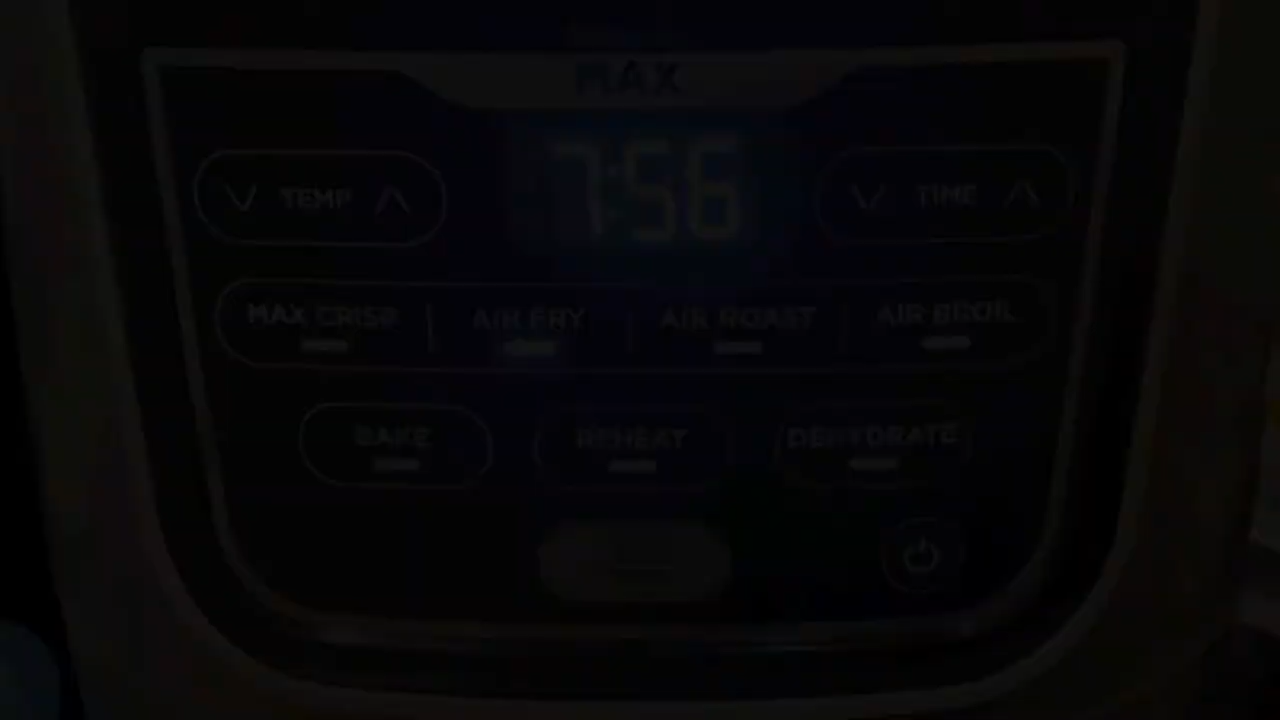 MAX
7:56
TEMP
TIME
MAX CRISP
AIR FRY
AIR ROAST
AIR BROIL
BAKE
REHEAT
DEHYDRATE